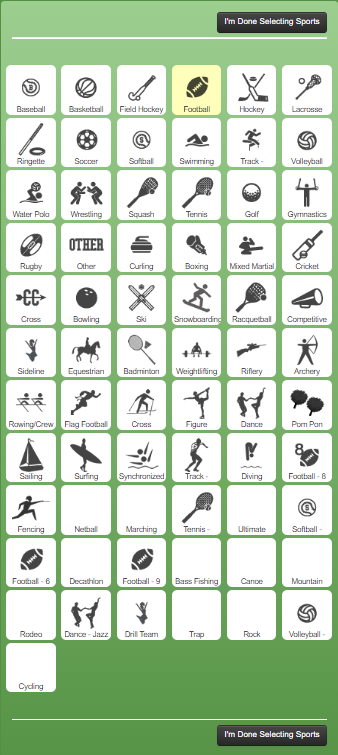 I'm Done Selecting Sports
Baseball
Basketball
Field Hockey
Football
Hockey
Lacrosse
Ringette
Soccer
Softball
Swimming
Track -
Volleyball
Water Polo
Wrestling
Squash
Tennis
Golf
Gymnastics
Rugby
OTHER
Other
Curling
Boxing
Mixed Martial
Cricket
CC
Cross
Bowling
Ski
Snowboarding
Racquetball
Competitive
Sideline
Equestrian
Badminton
Weightlifting
Riflery
Archery
Rowing/Crew
Flag Football
Cross
Figure
Dance
Pom Pon
Sailing
Surfing
Synchronized
Track -
Diving
8
Football - 8
Fencing
Netball
Marching
Tennis -
Ultimate
Softball -
Football - 6
Decathlon
Football - 9
Bass Fishing
Canoe
Mountain
Rodeo
Dance - Jazz
Drill Team
Trap
Rock
Volleyball -
Cycling
I'm Done Selecting Sports